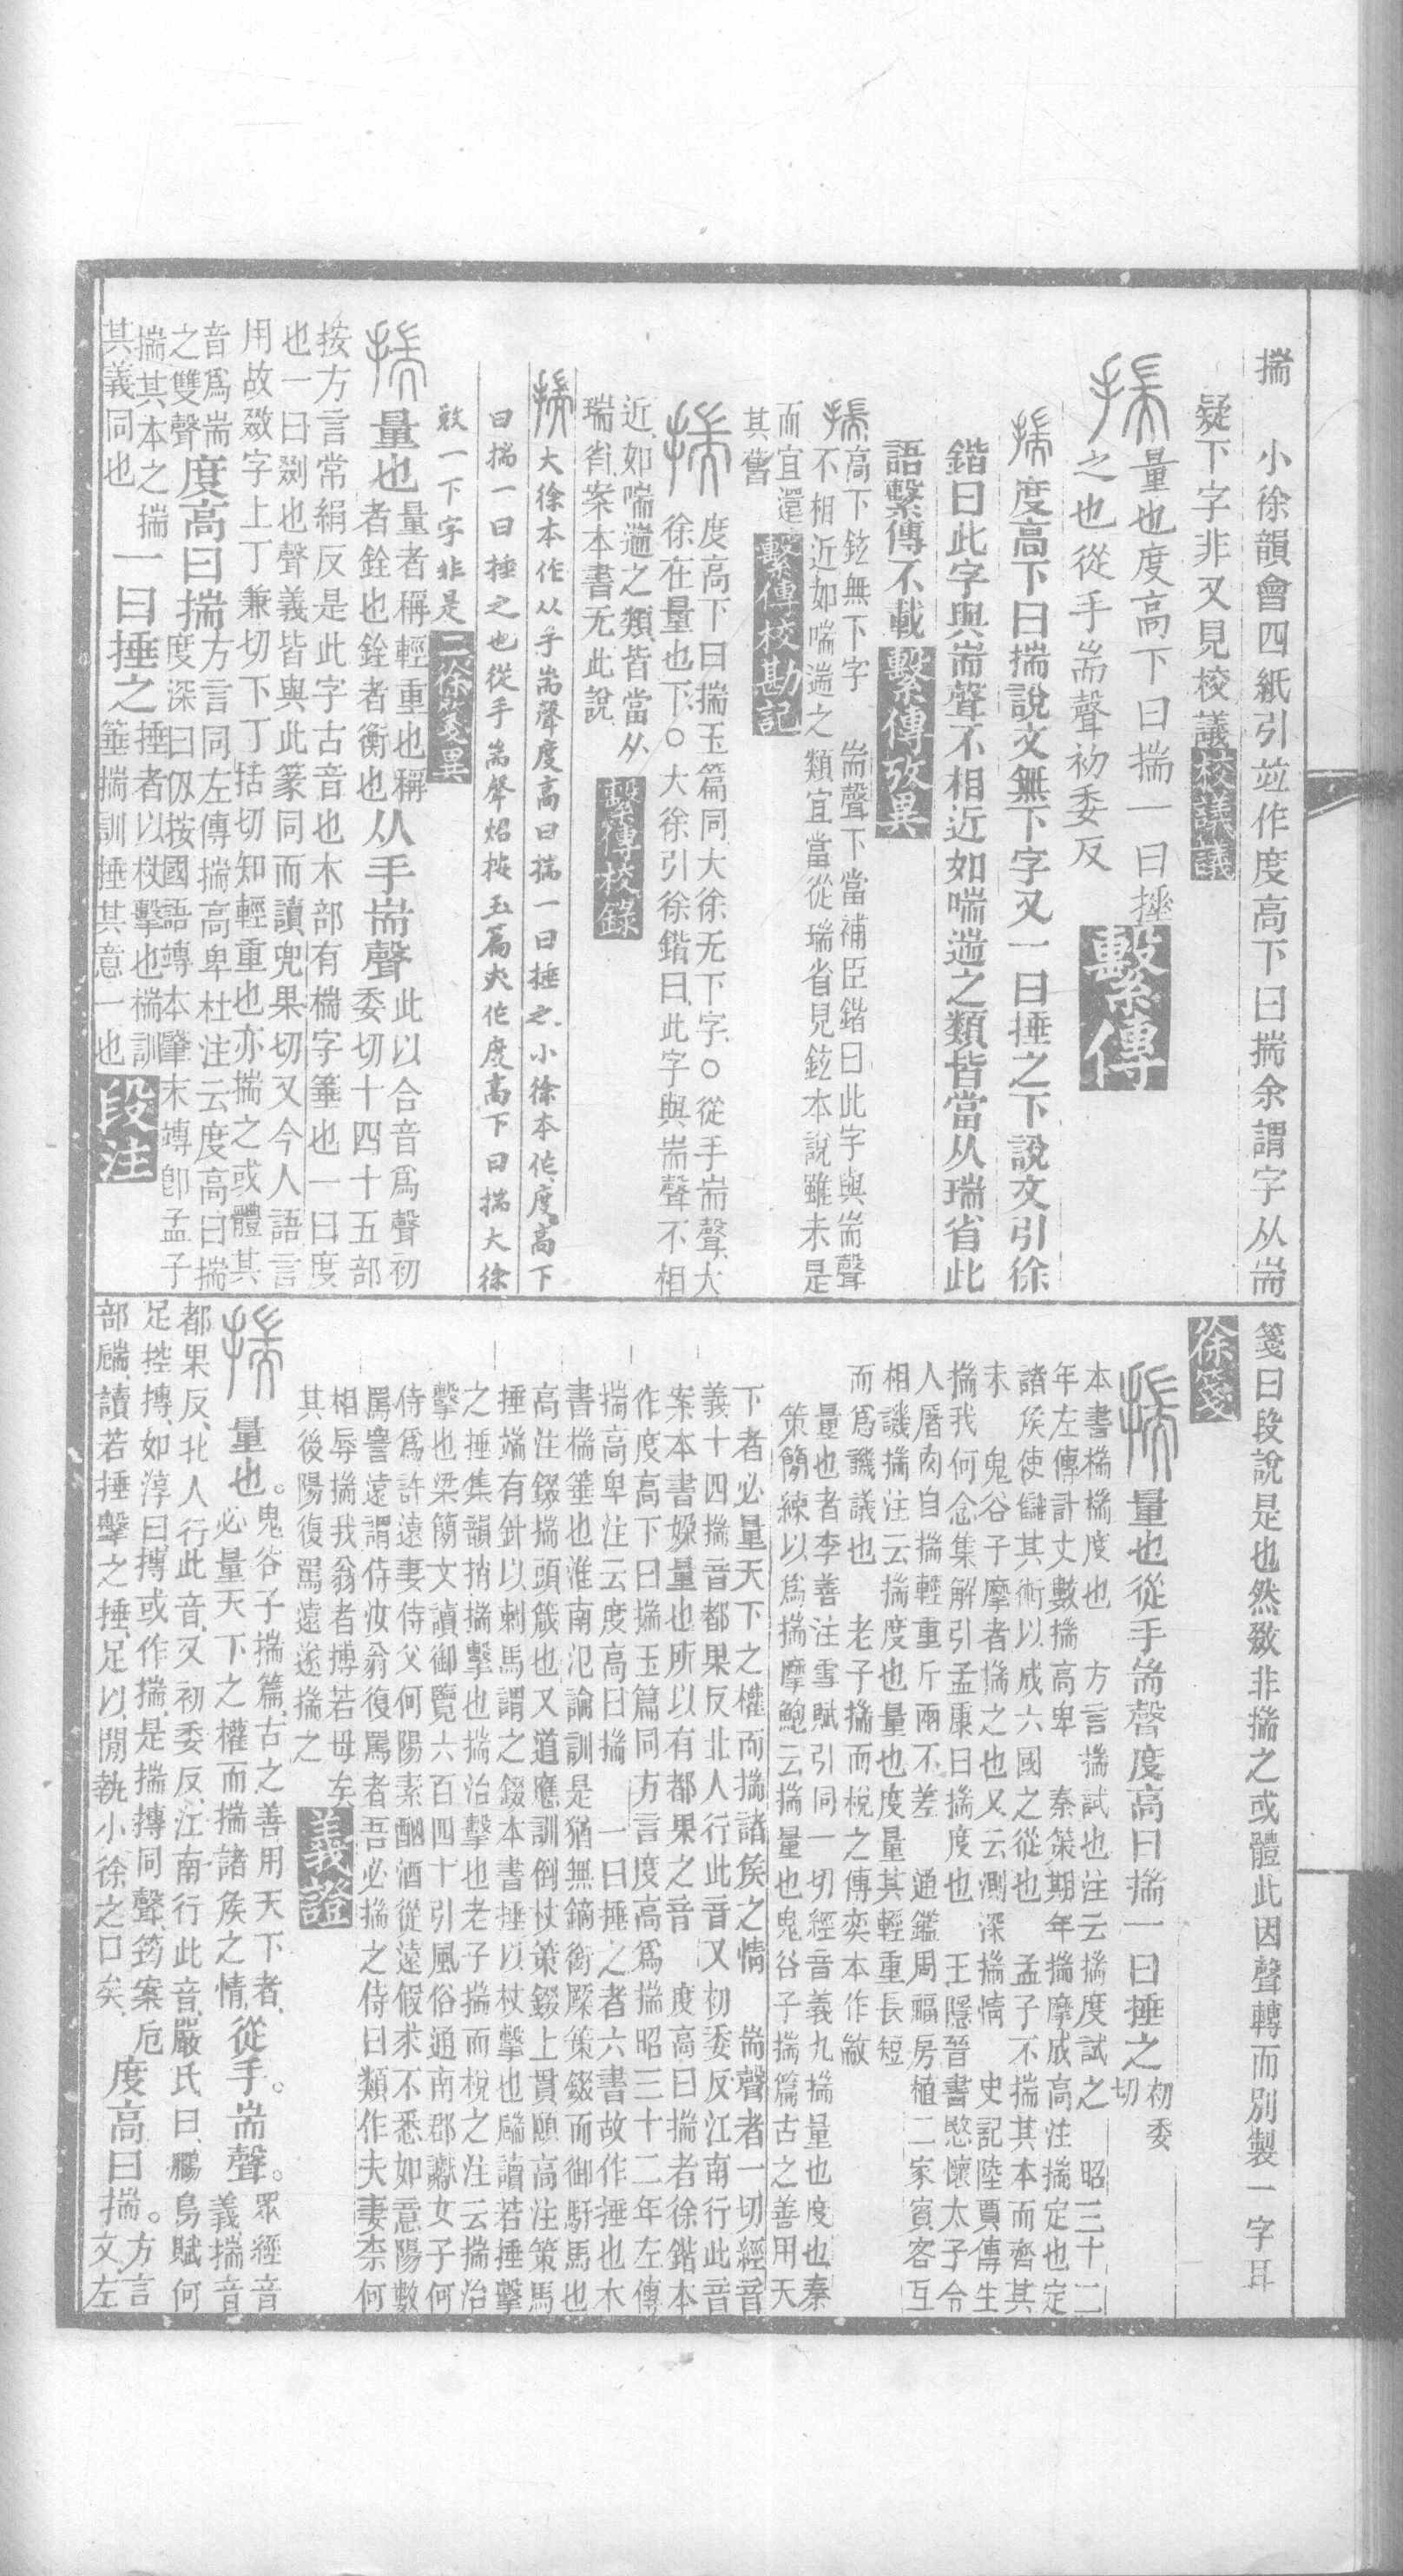 揣　小徐韻會四紙引竝作度高下曰揣余謂字从耑
疑下字非又見校議校議議
揣量也度高下曰揣一曰捶
之也從手耑聲初委反繫傳
揣度高下曰揣說文無下字又一曰捶之下說文引徐
鍇曰此字與耑聲不相近如喘遄之類皆當从瑞省此
語繫傳不載繫傳攷異
揣高下鉉無下字　耑聲下當補臣鍇曰此字與耑聲
不相近如喘遄之類宜當從瑞省見鉉本說雖未是
而宜還
其舊繫傳校勘記
揣度高下曰揣玉篇同大徐无下字○從手耑聲大
徐在量也下○大徐引徐鍇曰此字與耑聲不相
近如喘遄之類皆當从
瑞省案本書无此說繫傳校錄
揣大徐本作从手耑聲度高曰揣一曰捶之小徐本作度高下
曰揣一曰捶之也從手耑聲炤按玉篇夾作度高下曰揣大徐
敚一下字非是二徐箋異
揣量也量者稱輕重也稱
者銓也銓者衡也从手耑聲此以合音爲聲初
委切十四十五部
按方言常絹反是此字古音也木部有椯字箠也一曰度
也一曰剟也聲義皆與此篆同而讀兜果切又今人語言
用故敪字上丁兼切下丁括切知輕重也亦揣之或體其
音爲耑
之雙聲度高曰揣方言同左傳揣高卑杜注云度高曰揣
度深曰仭按國語竱本肇末竱卽孟子
揣其本之揣
其義同也一曰捶之捶者以杖擊也椯訓
箠揣訓捶其意一也段注
箋曰段說是也然敪非揣之或體此因聲轉而別製一字耳
徐箋
揣量也從手耑聲度高曰揣一曰捶之初委
切
本書椯椯度也　方言揣試也注云揣度試之　昭三十二
年左傳計丈數揣高卑　秦策期年揣摩成高注揣定也定
諸矦使讎其術以成六國之從也　孟子不揣其本而齊其
末　鬼谷子摩者揣之也又云測深揣情　史記陸賈傳生
揣我何念集解引孟康曰揣度也　王隱晉書愍懷太子令
人屠肉自揣輕重斤兩不差　通鑑周福房植二家賓客互
相譏揣注云揣度也量也度量其輕重長短
而爲譏議也　老子揣而梲之傳奕本作㪜
量也者李善注雪賦引同一切經音義九揣量也度也秦
策簡練以爲揣摩鮑云揣量也鬼谷子揣篇古之善用天
下者必量天下之權而揣諸矦之情　耑聲者一切經音
義十四揣音都果反北人行此音又初委反江南行此音
案本書㛊量也所以有都果之音　度高曰揣者徐鍇本
作度高下曰揣玉篇同方言度高爲揣昭三十二年左傳
揣高卑注云度高曰揣　一曰捶之者六書故作捶也木
書椯箠也淮南氾論訓是猶無鏑銜橜策錣而御馯馬也
高注錣揣頭箴也又道應訓倒杖策錣上貫頤高注策馬
捶端有針以刺馬謂之錣本書捶以杖擊也𦓝讀若捶擊
之捶集韻捎揣擊也揣治擊也老子揣而梲之注云揣治
擊也梁簡文讀御覽六百四十引風俗通南郡讞女子何
侍爲許遠妻侍父何陽素酗酒從遠假求不悉如意陽數
罵詈遠謂侍汝翁復罵者吾必揣之侍曰類作夫妻柰何
相辱揣我翁者搏若母矣
其後陽復罵遠遂揣之義證
揣量也。鬼谷子揣篇古之善用天下者
必量天下之權而揣諸矦之情從手。耑聲。眾經音
義揣音
都果反北人行此音又初委反江南行此音嚴氏曰鵩鳥賦何
足控摶如淳曰摶或作揣是揣摶同聲筠案卮
部𦓝讀若捶擊之捶足以閒執小徐之口矣度高曰揣。方言
文左